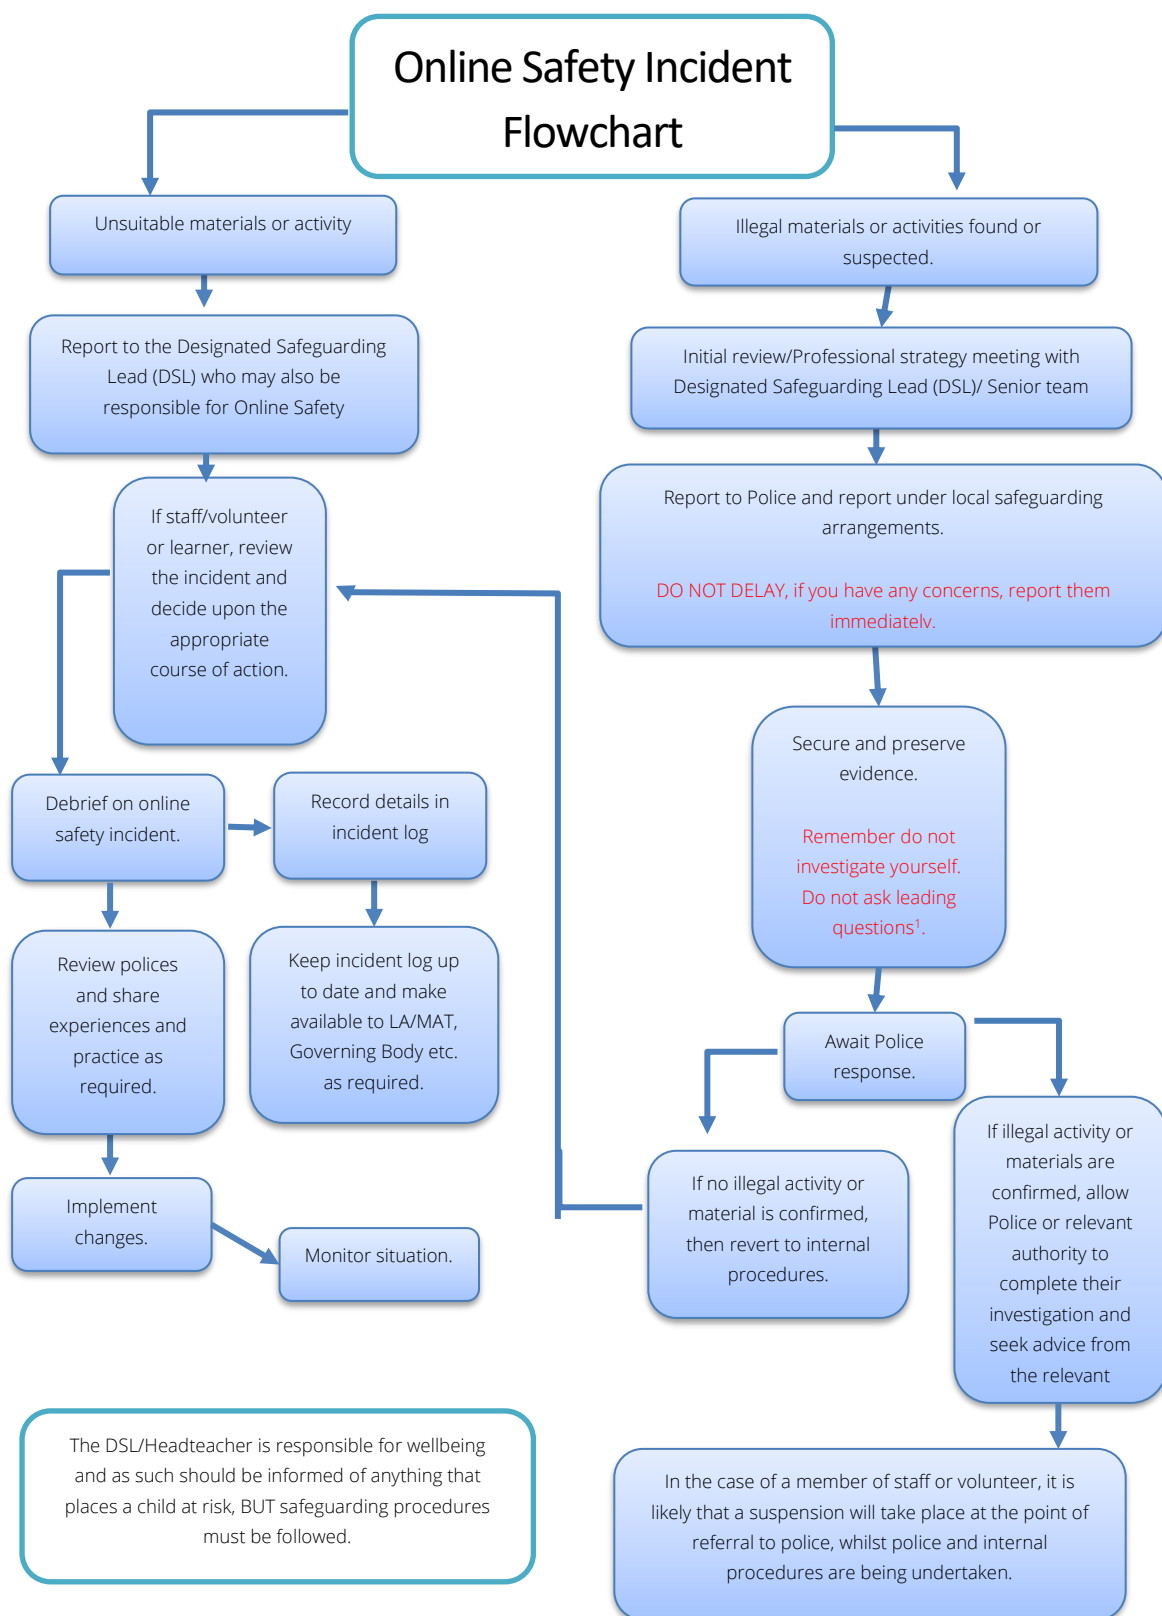 Online Safety Incident
Flowchart
Unsuitable materials or activity
Report to the Designated Safeguarding
Lead (DSL) who may also be
responsible for Online Safety
If staff/volunteer
or learner, review
the incident and
decide upon the
appropriate
course of action.
Debrief on online
safety incident.
Record details in
incident log
Review polices
and share
experiences and
practice as
required.
Keep incident log up
to date and make
available to LA/MAT,
Governing Body etc.
as required.
Implement
changes.
Monitor situation.
Illegal materials or activities found or
suspected.
Initial review/Professional strategy meeting with
Designated Safeguarding Lead (DSL)/ Senior team
Report to Police and report under local safeguarding
arrangements.
DO NOT DELAY, if you have any concerns, report them
immediately.
Secure and preserve
evidence.
Remember do not
investigate yourself.
Do not ask leading
questions¹.
Await Police
response.
If no illegal activity or
material is confirmed,
then revert to internal
procedures.
If illegal activity or
materials are
confirmed, allow
Police or relevant
authority to
complete their
investigation and
seek advice from
the relevant
In the case of a member of staff or volunteer, it is
likely that a suspension will take place at the point of
referral to police, whilst police and internal
procedures are being undertaken.
The DSL/Headteacher is responsible for wellbeing
and as such should be informed of anything that
places a child at risk, BUT safeguarding procedures
must be followed.